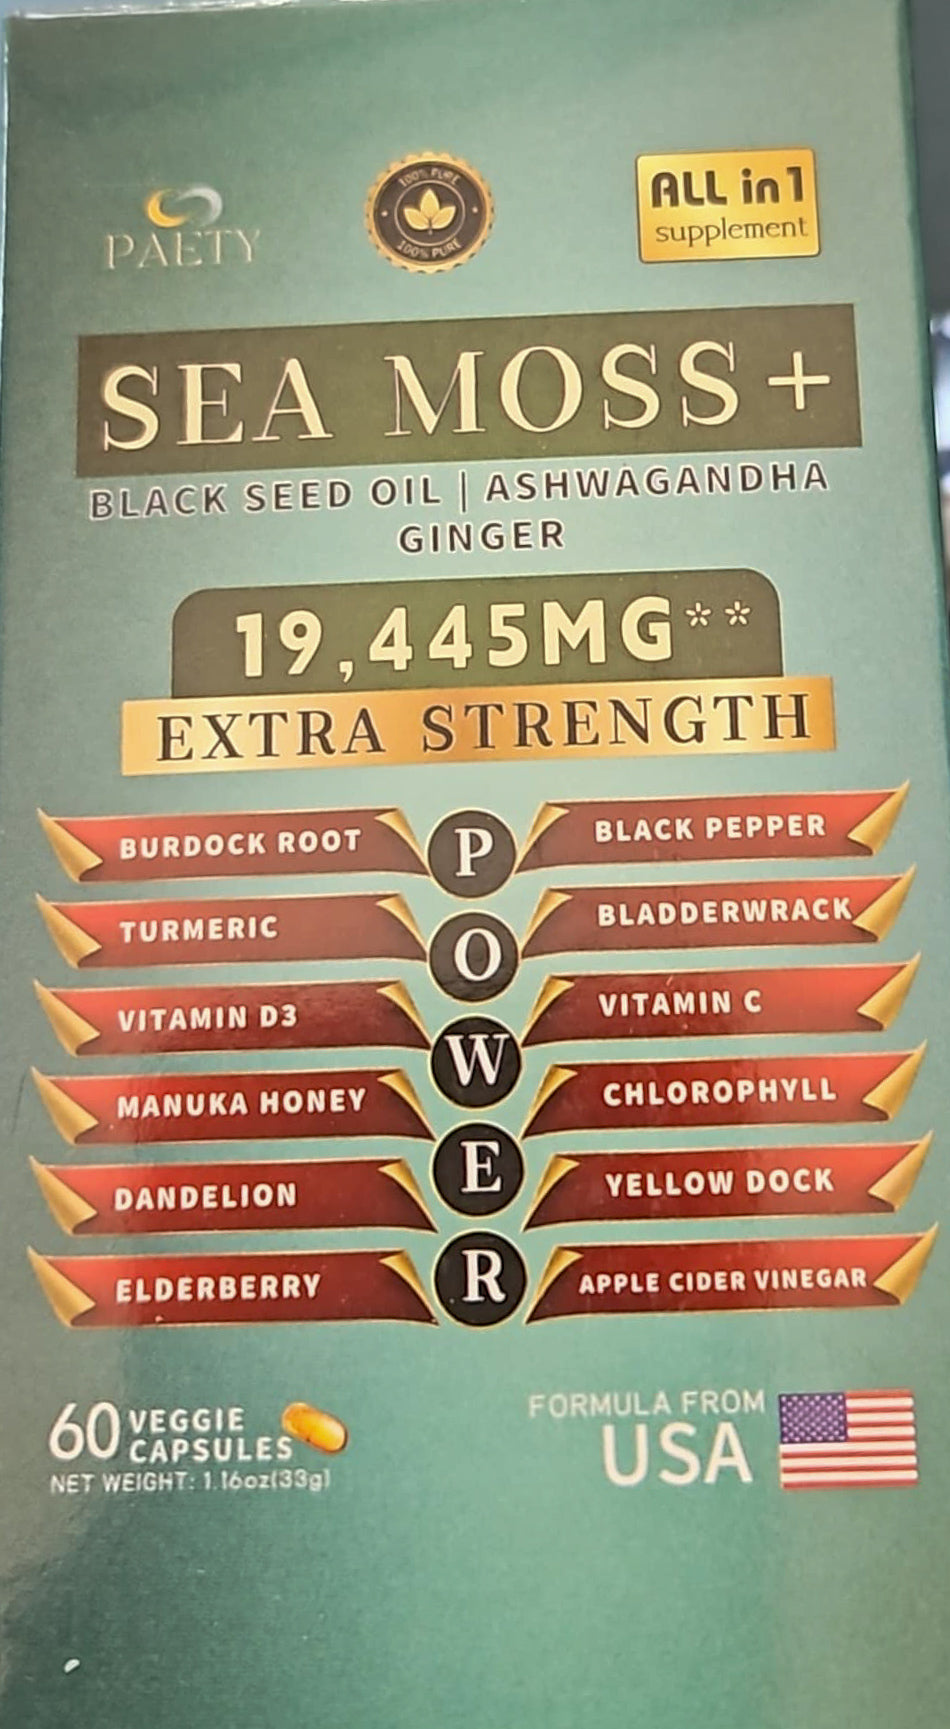 PAETY
100% PURE
100% PURE
ALL in 1
supplement
SEA MOSS+
BLACK SEED OIL | ASHWAGANDHA
GINGER
19,445MG**
EXTRA STRENGTH
POWER
BURDOCK ROOT
BLACK PEPPER
TURMERIC
BLADDERWRACK
VITAMIN D3
VITAMIN C
MANUKA HONEY
CHLOROPHYLL
DANDELION
YELLOW DOCK
ELDERBERRY
APPLE CIDER VINEGAR
60 VEGGIE
CAPSULES
NET WEIGHT: 1.16oz(33g)
FORMULA FROM
USA